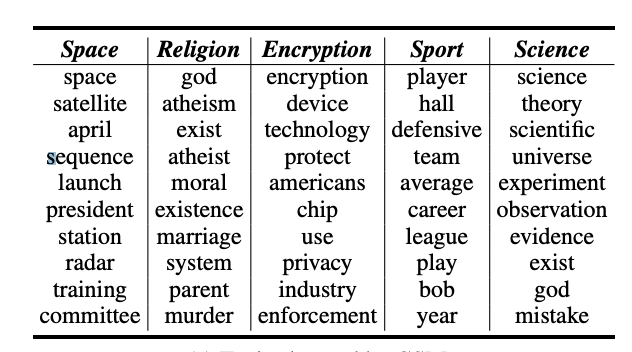 Space Religion Encryption Sport Science
space god encryption player science
satellite atheism device hall theory
april exist technology defensive scientific
sequence atheist protect team universe
launch moral americans average experiment
president existence chip career observation
station marriage use league evidence
radar system privacy play exist
training parent industry bob god
committee murder enforcement year mistake